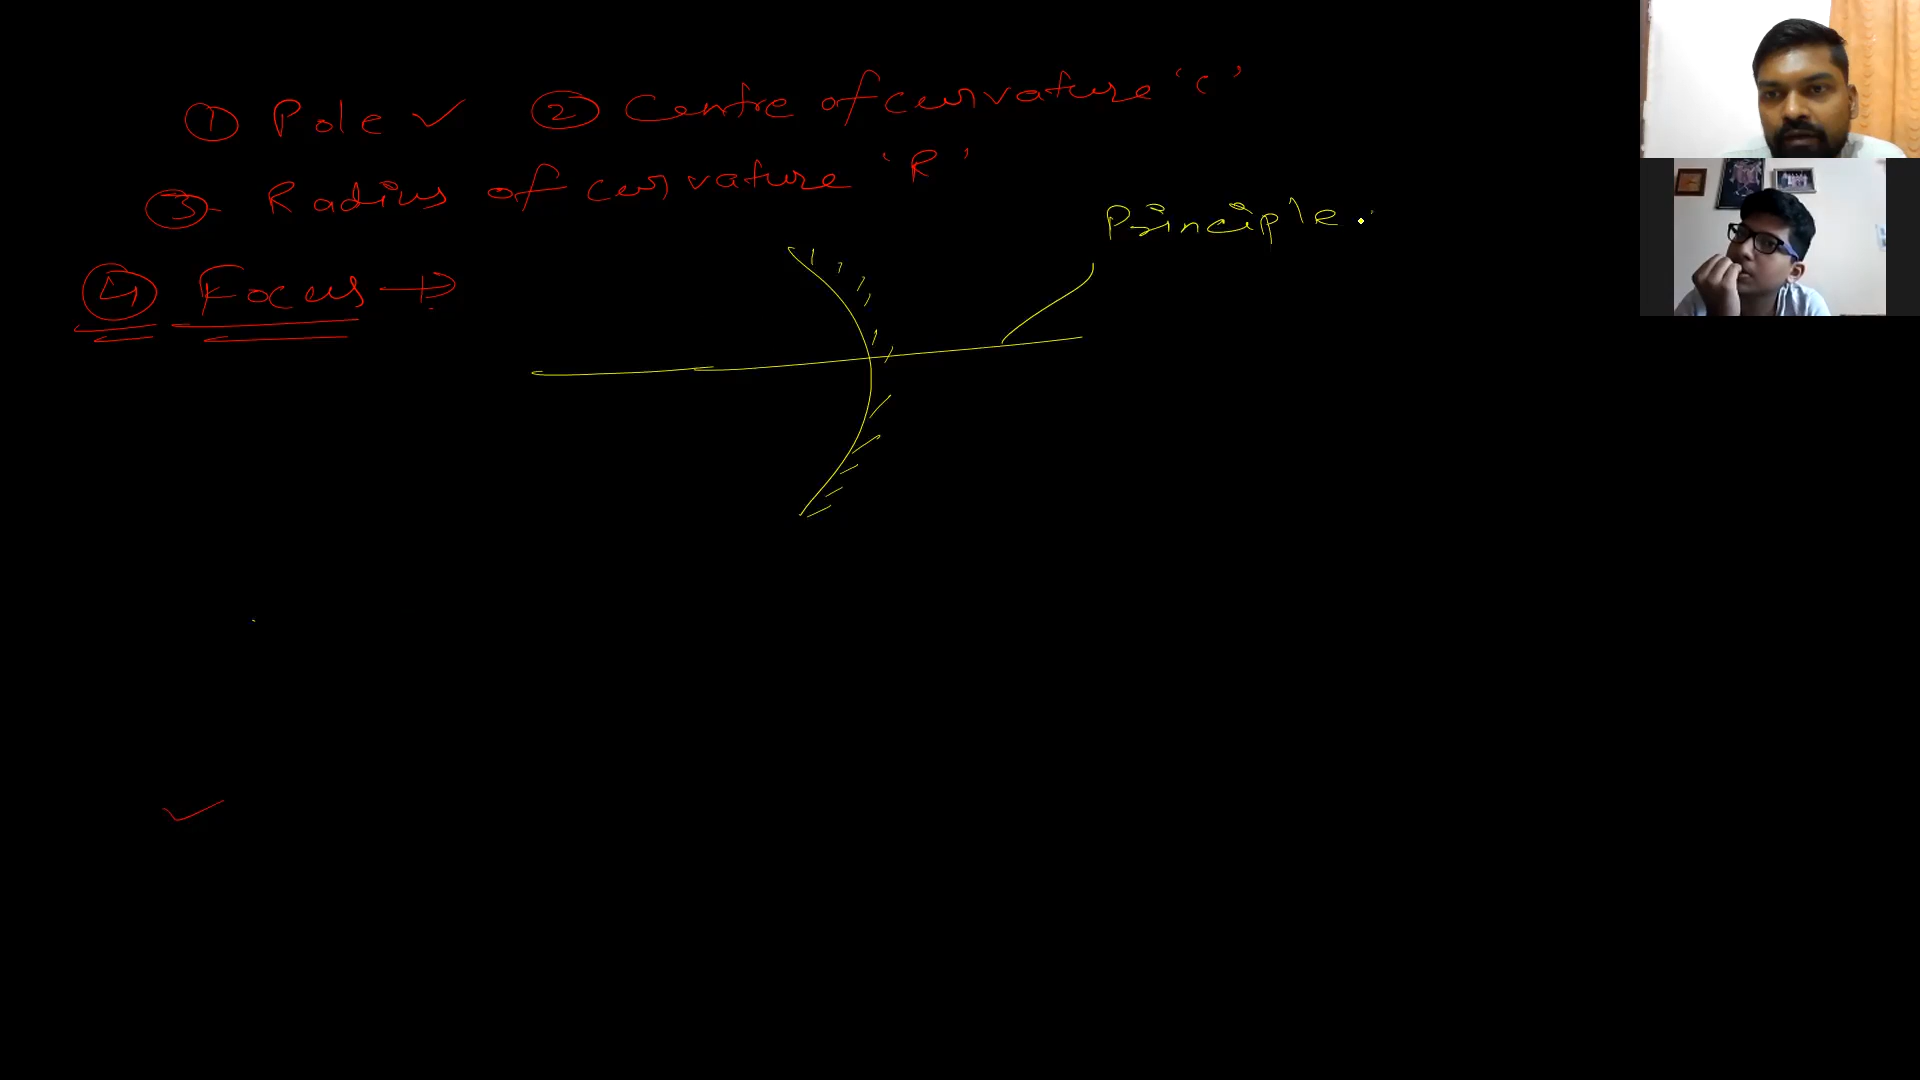 ① Pole ✓ ② Centre of curvature 'C'
③ Radius of curvature 'R'
Principle
④ Focus →